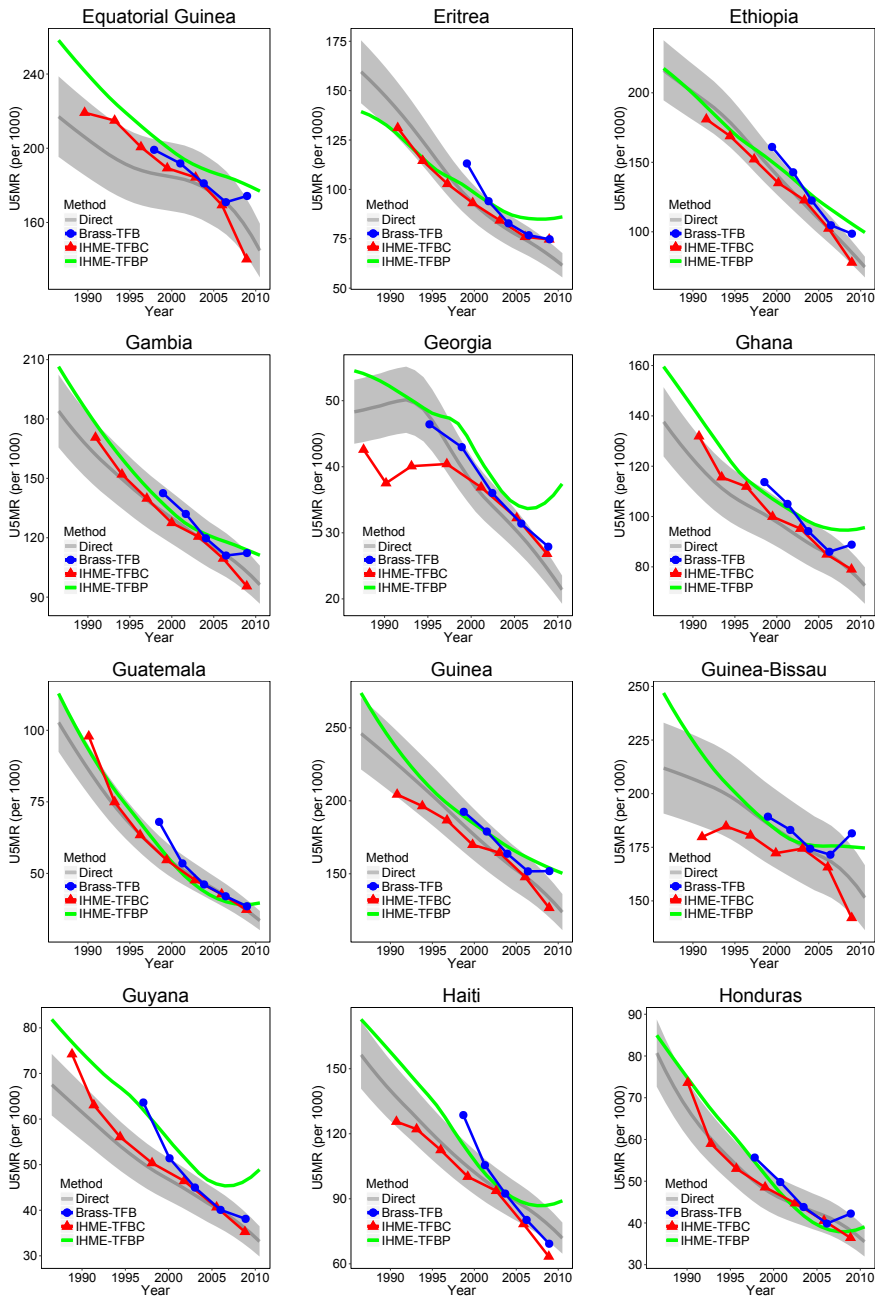 Equatorial Guinea
U5MR (per 1000)
240
200
160
Method
Direct
Brass-TFB
IHME-TFBC
IHME-TFBP
1990 1995 2000 2005 2010
Year
Eritrea
U5MR (per 1000)
175
150
125
100
75
50
Method
Direct
Brass-TFB
IHME-TFBC
IHME-TFBP
1990 1995 2000 2005 2010
Year
Ethiopia
U5MR (per 1000)
200
150
100
Method
Direct
Brass-TFB
IHME-TFBC
IHME-TFBP
1990 1995 2000 2005 2010
Year
Gambia
U5MR (per 1000)
210
180
150
120
90
Method
Direct
Brass-TFB
IHME-TFBC
IHME-TFBP
1990 1995 2000 2005 2010
Year
Georgia
U5MR (per 1000)
50
40
30
20
Method
Direct
Brass-TFB
IHME-TFBC
IHME-TFBP
1990 1995 2000 2005 2010
Year
Ghana
U5MR (per 1000)
160
140
120
100
80
Method
Direct
Brass-TFB
IHME-TFBC
IHME-TFBP
1990 1995 2000 2005 2010
Year
Guatemala
U5MR (per 1000)
100
75
50
Method
Direct
Brass-TFB
IHME-TFBC
IHME-TFBP
1990 1995 2000 2005 2010
Year
Guinea
U5MR (per 1000)
250
200
150
Method
Direct
Brass-TFB
IHME-TFBC
IHME-TFBP
1990 1995 2000 2005 2010
Year
Guinea-Bissau
U5MR (per 1000)
250
225
200
175
150
Method
Direct
Brass-TFB
IHME-TFBC
IHME-TFBP
1990 1995 2000 2005 2010
Year
Guyana
U5MR (per 1000)
80
70
60
50
40
30
Method
Direct
Brass-TFB
IHME-TFBC
IHME-TFBP
1990 1995 2000 2005 2010
Year
Haiti
U5MR (per 1000)
150
120
90
60
Method
Direct
Brass-TFB
IHME-TFBC
IHME-TFBP
1990 1995 2000 2005 2010
Year
Honduras
U5MR (per 1000)
90
80
70
60
50
40
30
Method
Direct
Brass-TFB
IHME-TFBC
IHME-TFBP
1990 1995 2000 2005 2010
Year